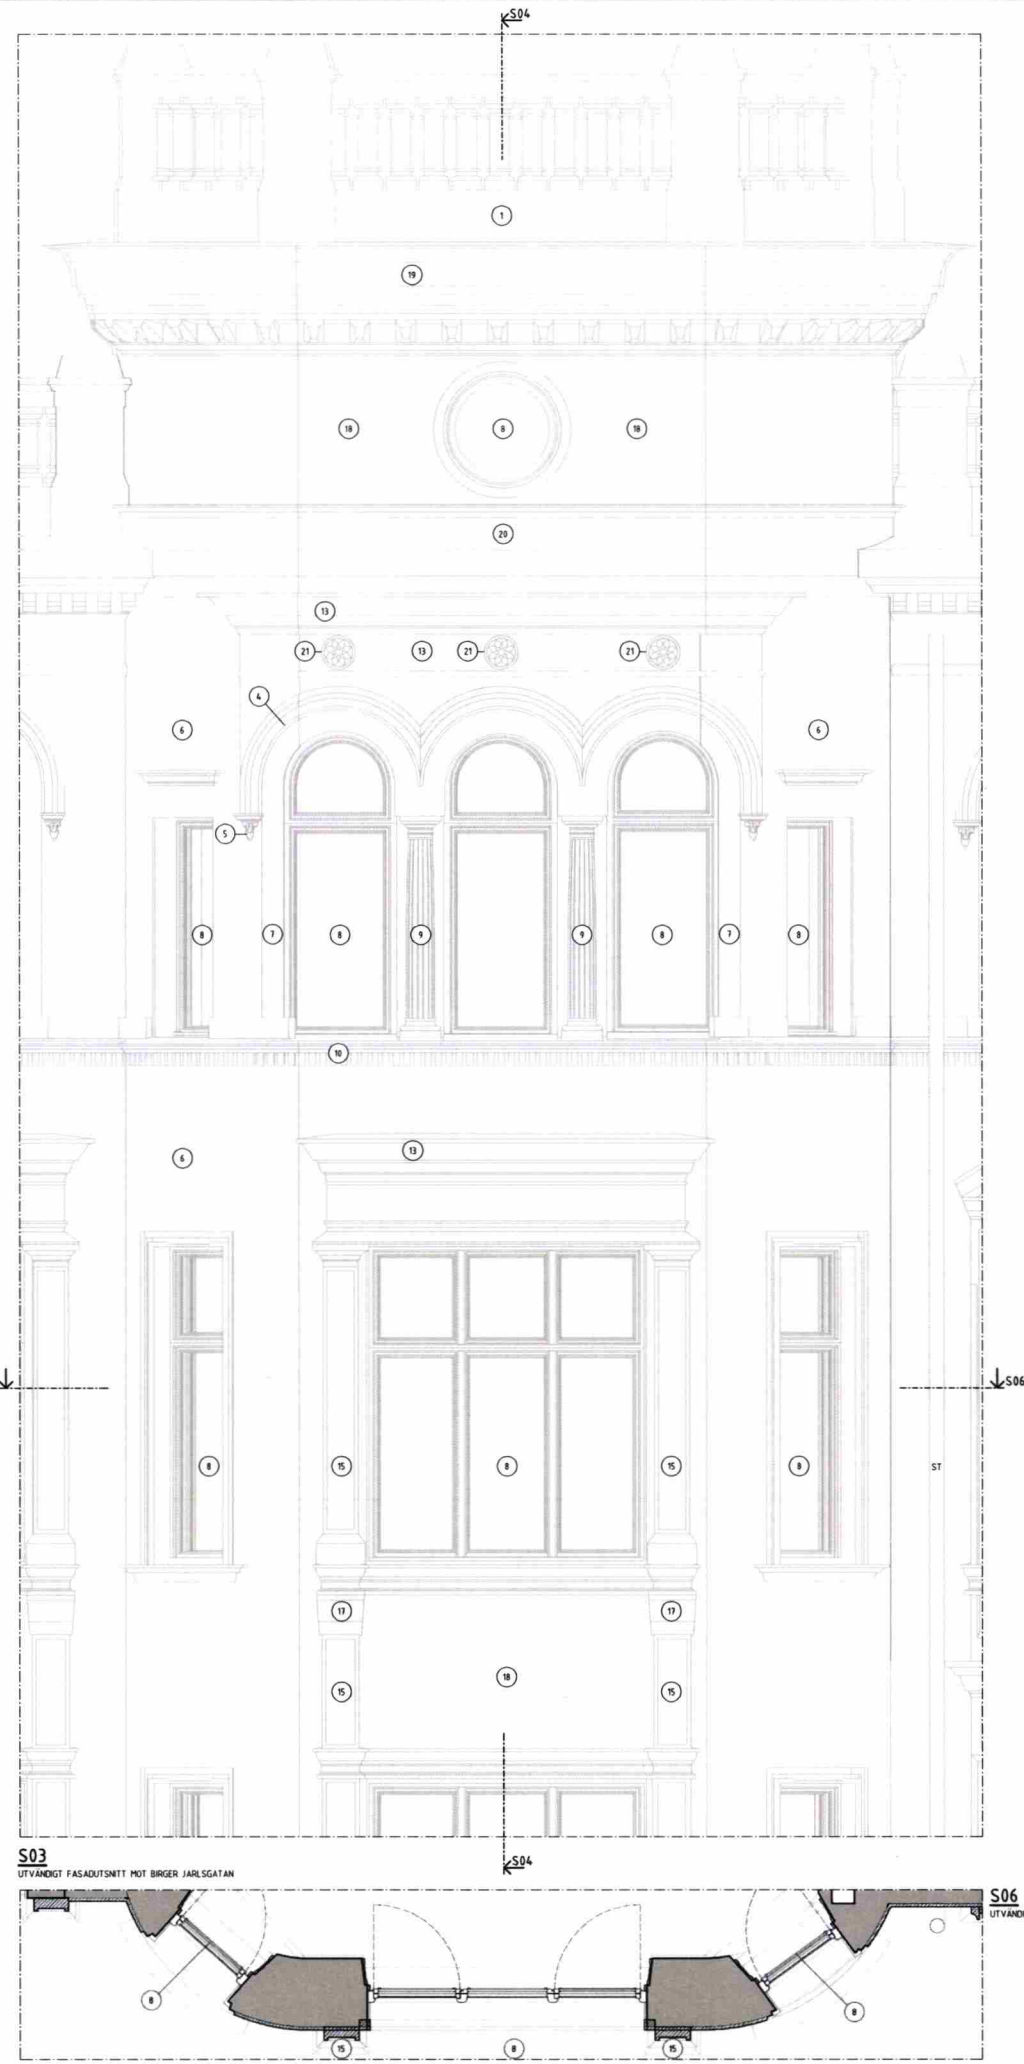 S04
1
19
18 8 18
20
13
21 13 21 21
4
6 6
5
8 7 8 9 9 8 7 8
10
13
6
S06
8 15 8 15 8 ST
17 17
18
15 15
S04
S03
UTVÄNDIGT FASADUTSNITT MOT BIRGER JARLSGATAN
S06
8 8
15 8 15